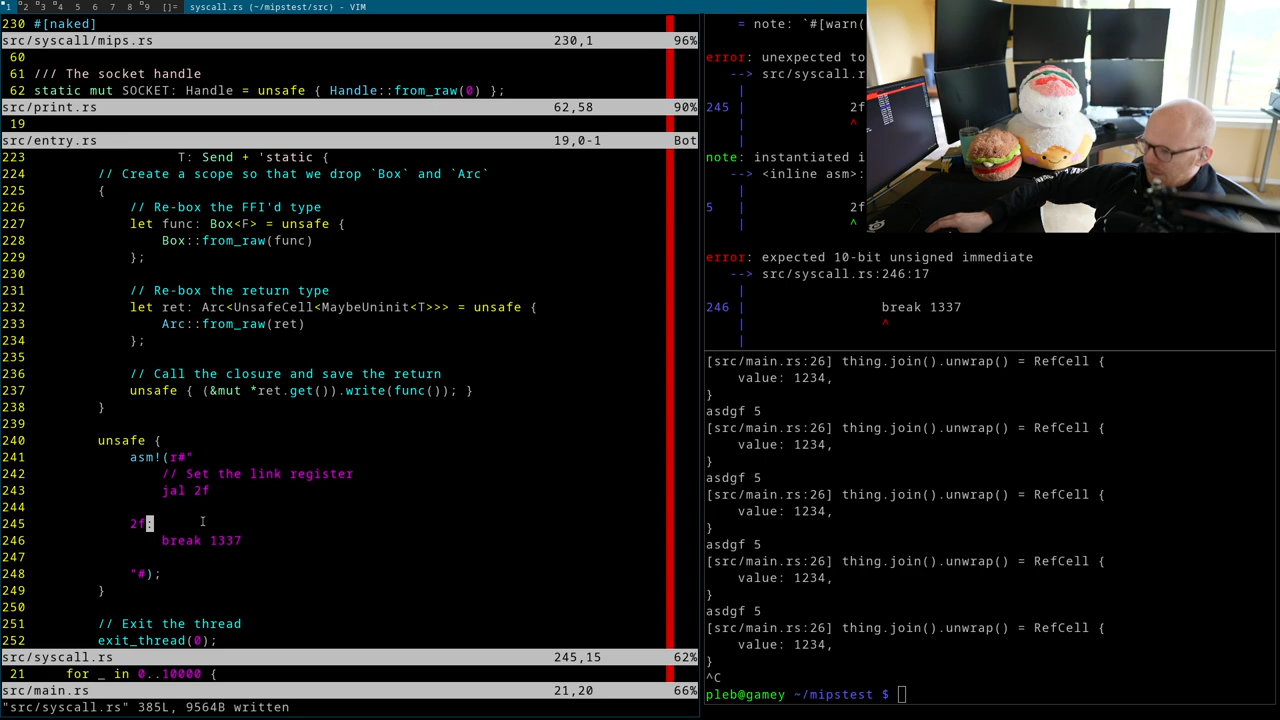 1 2 3 4 5 6 7 8 9 []= syscall.rs (~/mipstest/src) - VIM
230 #[naked]
src/syscall/mips.rs 230,1 96%
60
61 /// The socket handle
62 static mut SOCKET: Handle = unsafe { Handle::from_raw(0) };
src/print.rs 62,58 90%
19
src/entry.rs 19,0-1 Bot
223 T: Send + 'static {
224 // Create a scope so that we drop `Box` and `Arc`
225 {
226 // Re-box the FFI'd type
227 let func: Box<F> = unsafe {
228 Box::from_raw(func)
229 };
230
231 // Re-box the return type
232 let ret: Arc<UnsafeCell<MaybeUninit<T>>> = unsafe {
233 Arc::from_raw(ret)
234 };
235
236 // Call the closure and save the return
237 unsafe { (&mut *ret.get()).write(func()); }
238 }
239
240 unsafe {
241 asm!(r#"
242 // Set the link register
243 jal 2f
244
245 2f:
246 break 1337
247
248 "#);
249 }
250
251 // Exit the thread
252 exit_thread(0);
src/syscall.rs 245,15 62%
21 for _ in 0..10000 {
src/main.rs 21,20 66%
"src/syscall.rs" 385L, 9564B written
= note: `#[warn(
error: unexpected to
--> src/syscall.r
|
245 | 2f
| ^
note: instantiated i
--> <inline asm>:
|
5 | 2f
| ^
error: expected 10-bit unsigned immediate
--> src/syscall.rs:246:17
|
246 | break 1337
| ^
|
[src/main.rs:26] thing.join().unwrap() = RefCell {
value: 1234,
}
asdgf 5
[src/main.rs:26] thing.join().unwrap() = RefCell {
value: 1234,
}
asdgf 5
[src/main.rs:26] thing.join().unwrap() = RefCell {
value: 1234,
}
asdgf 5
[src/main.rs:26] thing.join().unwrap() = RefCell {
value: 1234,
}
asdgf 5
[src/main.rs:26] thing.join().unwrap() = RefCell {
value: 1234,
}
^C
pleb@gamey ~/mipstest $